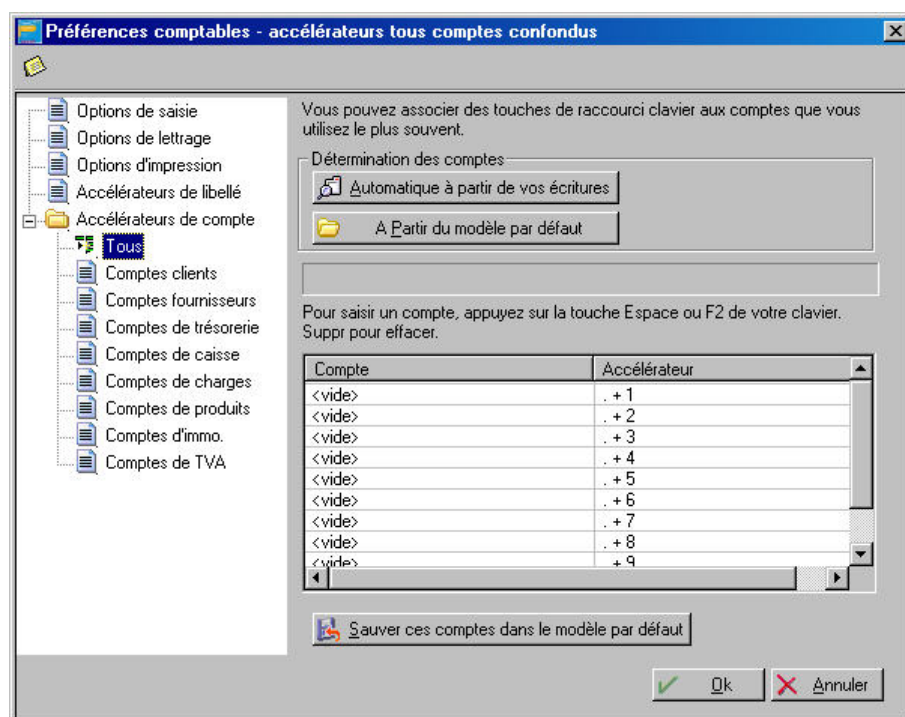 Préférences comptables - accélérateurs tous comptes confondus
Options de saisie
Options de lettrage
Options d'impression
Accélérateurs de libellé
Accélérateurs de compte
Tous
Comptes clients
Comptes fournisseurs
Comptes de trésorerie
Comptes de caisse
Comptes de charges
Comptes de produits
Comptes d'immo.
Comptes de TVA
Vous pouvez associer des touches de raccourci clavier aux comptes que vous
utilisez le plus souvent.
Détermination des comptes
Automatique à partir de vos écritures
A Partir du modèle par défaut
Pour saisir un compte, appuyez sur la touche Espace ou F2 de votre clavier.
Suppr pour effacer.
Compte Accélérateur
<vide> . + 1
<vide> . + 2
<vide> . + 3
<vide> . + 4
<vide> . + 5
<vide> . + 6
<vide> . + 7
<vide> . + 8
<vide> . + 9
Sauver ces comptes dans le modèle par défaut
Ok Annuler